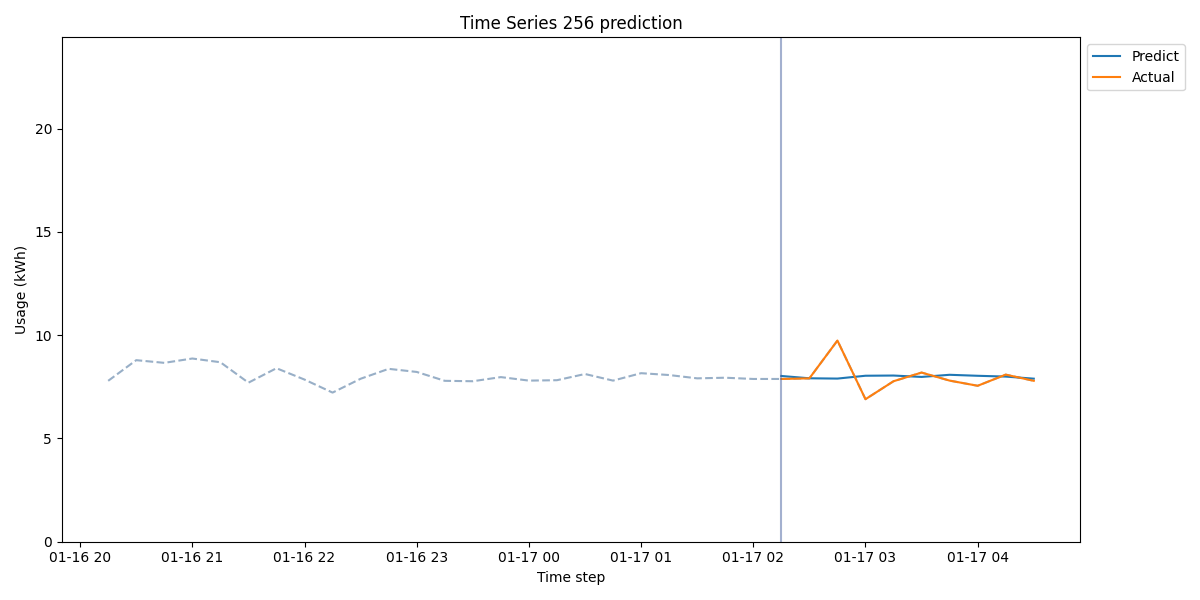 Time Series 256 prediction
Predict
Actual
Usage (kWh)
20
15
10
5
0
01-16 20
01-16 21
01-16 22
01-16 23
01-17 00
01-17 01
01-17 02
01-17 03
01-17 04
Time step